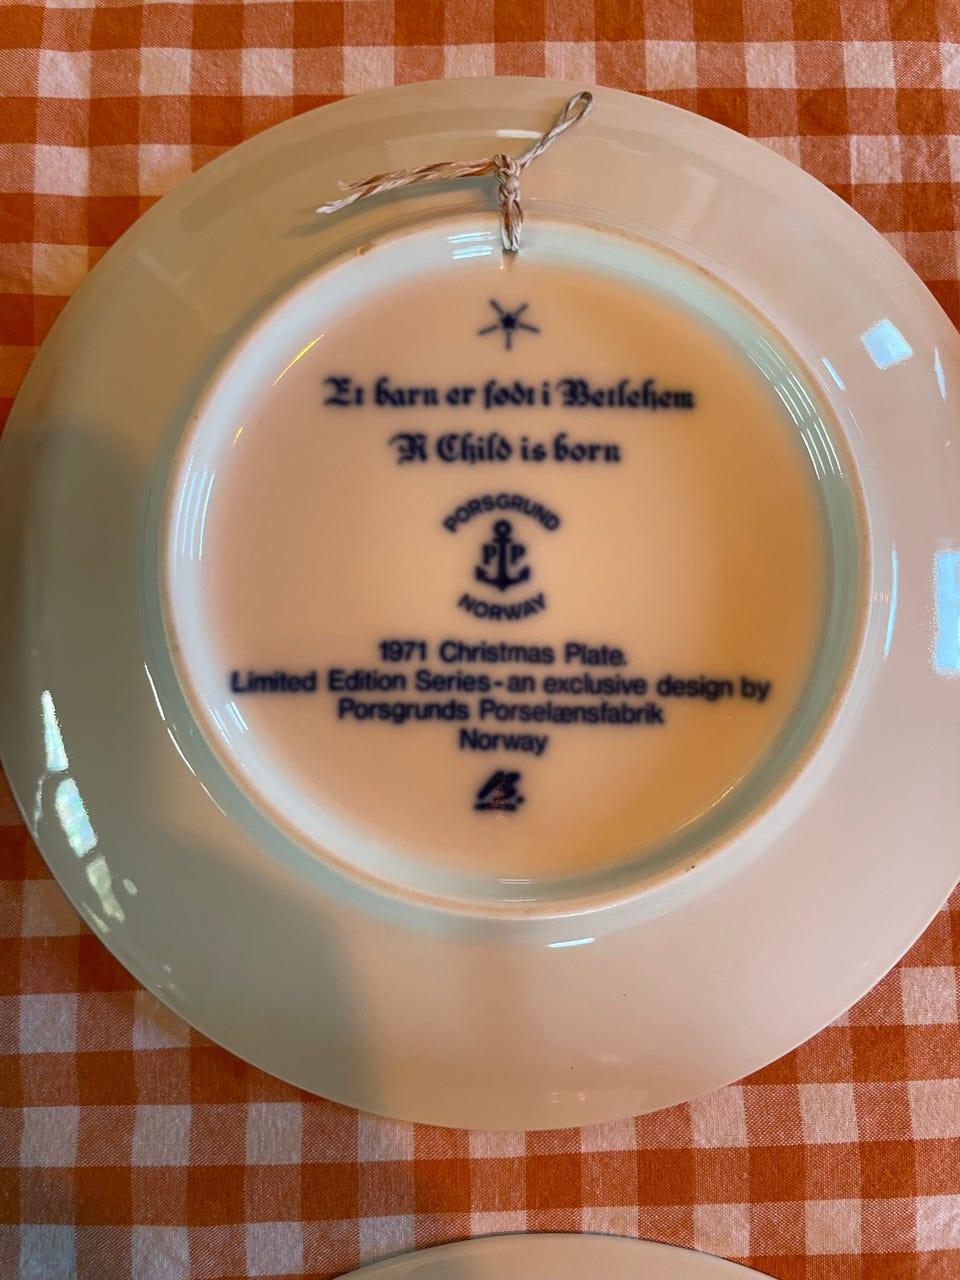 Et barn er født i Betlehem
A Child is born
PORSGRUND
P P
NORWAY
1971 Christmas Plate.
Limited Edition Series-an exclusive design by
Porsgrunds Porselænsfabrik
Norway